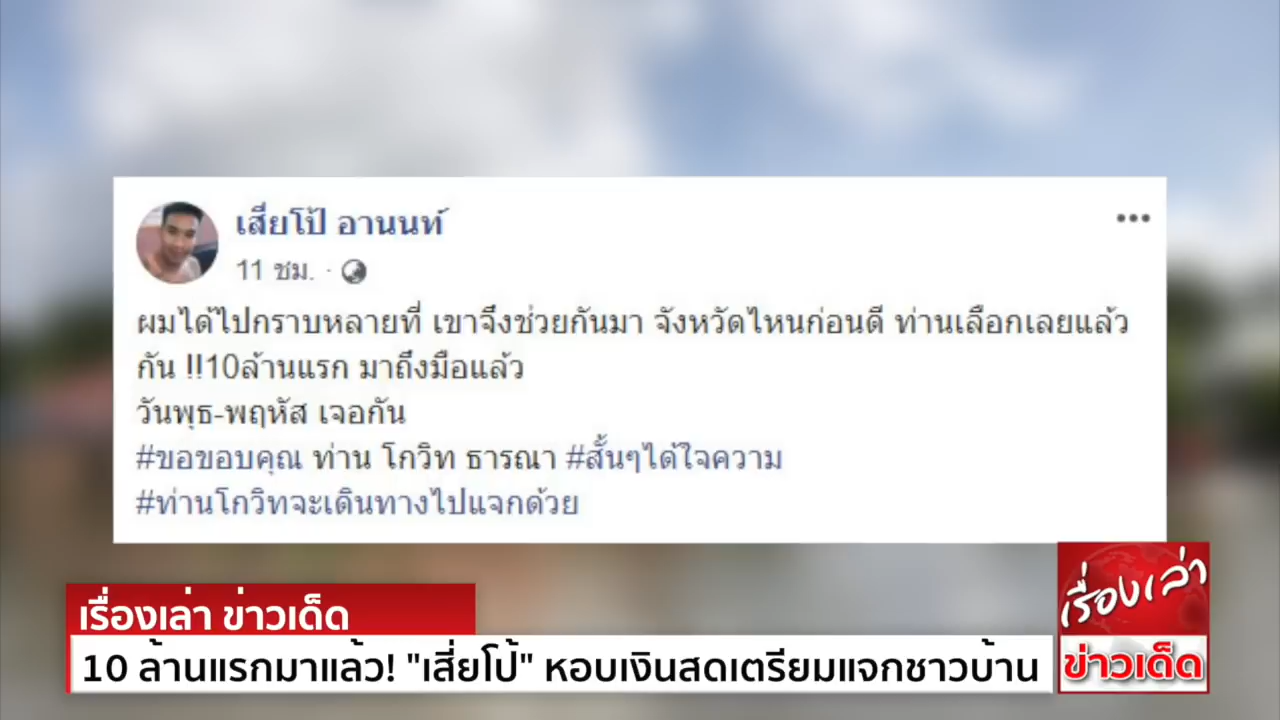 เสี่ยโป้ อานนท์
11 ชม. ·
ผมได้ไปกราบหลายที่ เขาจึงช่วยกันมา จังหวัดไหนก่อนดี ท่านเลือกเลยแล้ว
กัน !!10ล้านแรก มาถึงมือแล้ว
วันพุธ-พฤหัส เจอกัน
#ขอขอบคุณ ท่าน โกวิท ธารณา #สั้นๆได้ใจความ
#ท่านโกวิทจะเดินทางไปแจกด้วย
เรื่องเล่า ข่าวเด็ด
10 ล้านแรกมาแล้ว! "เสี่ยโป้" หอบเงินสดเตรียมแจกชาวบ้าน
เรื่องเล่า
ข่าวเด็ด